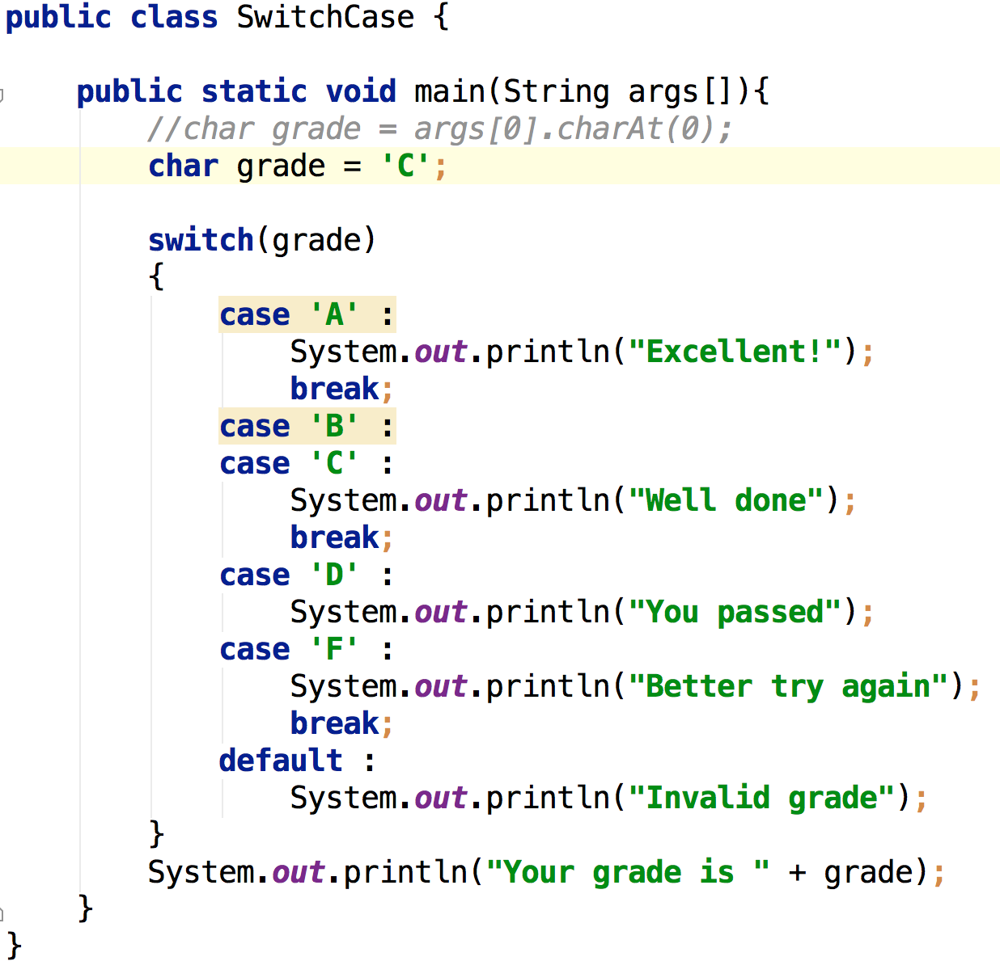 public class SwitchCase {
public static void main(String args[]){
//char grade = args[0].charAt(0);
char grade = 'C';
switch(grade)
{
case 'A' :
System.out.println("Excellent!");
break;
case 'B' :
case 'C' :
System.out.println("Well done");
break;
case 'D' :
System.out.println("You passed");
case 'F' :
System.out.println("Better try again");
break;
default :
System.out.println("Invalid grade");
}
System.out.println("Your grade is " + grade);
}
}